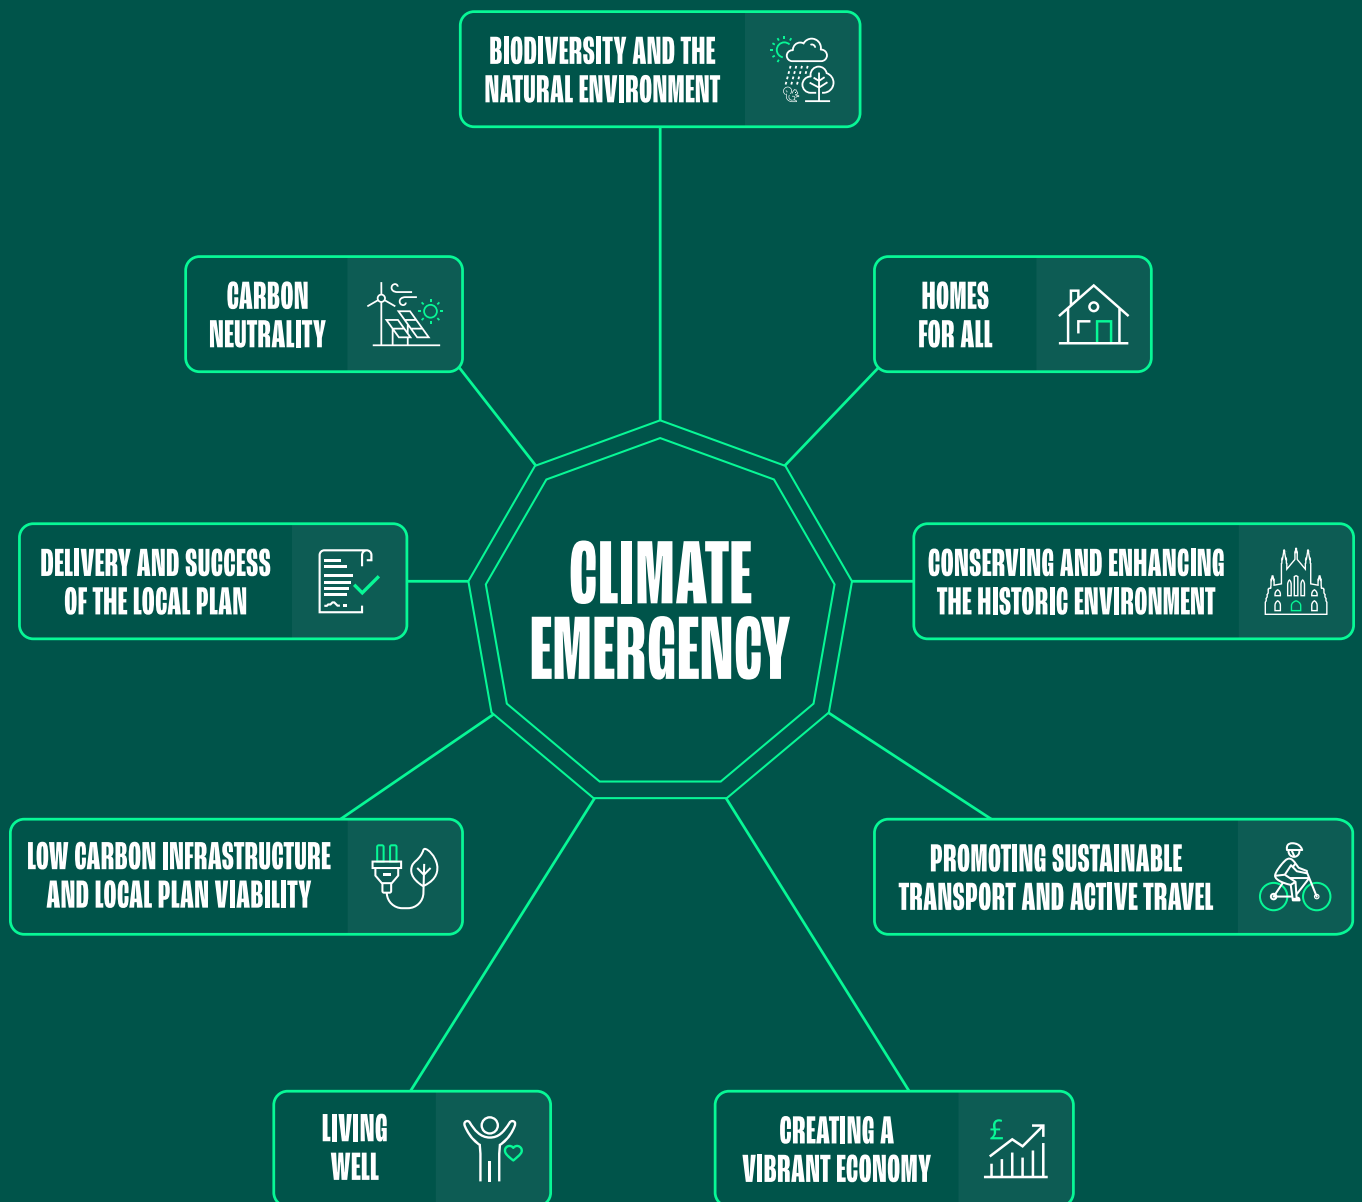 BIODIVERSITY AND THE
NATURAL ENVIRONMENT
CARBON
NEUTRALITY
HOMES
FOR ALL
DELIVERY AND SUCCESS
OF THE LOCAL PLAN
CLIMATE
EMERGENCY
CONSERVING AND ENHANCING
THE HISTORIC ENVIRONMENT
LOW CARBON INFRASTRUCTURE
AND LOCAL PLAN VIABILITY
PROMOTING SUSTAINABLE
TRANSPORT AND ACTIVE TRAVEL
LIVING
WELL
CREATING A
VIBRANT ECONOMY
£